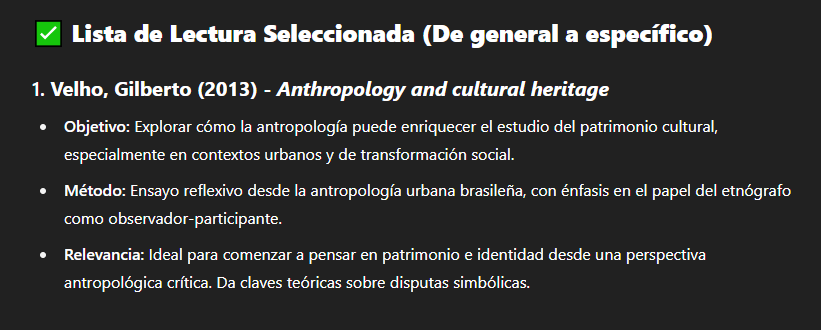 ✅ Lista de Lectura Seleccionada (De general a específico)
1. Velho, Gilberto (2013) - Anthropology and cultural heritage
• Objetivo: Explorar cómo la antropología puede enriquecer el estudio del patrimonio cultural,
especialmente en contextos urbanos y de transformación social.
• Método: Ensayo reflexivo desde la antropología urbana brasileña, con énfasis en el papel del etnógrafo
como observador-participante.
• Relevancia: Ideal para comenzar a pensar en patrimonio e identidad desde una perspectiva
antropológica crítica. Da claves teóricas sobre disputas simbólicas.